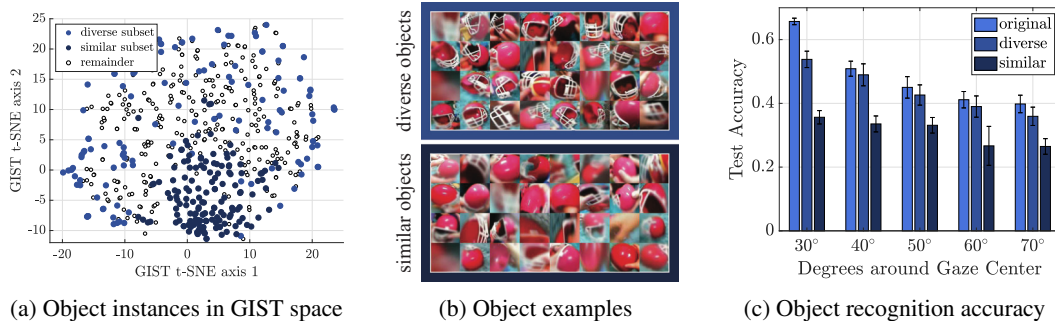 25
20
15
10
5
0
-5
-10
GIST t-SNE axis 2
diverse subset
similar subset
remainder
-20
-10
0
10
20
GIST t-SNE axis 1
(a) Object instances in GIST space
diverse objects
similar objects
(b) Object examples
Test Accuracy
0.6
0.4
0.2
0
original
diverse
similar
30°
40°
50°
60°
70°
Degrees around Gaze Center
(c) Object recognition accuracy